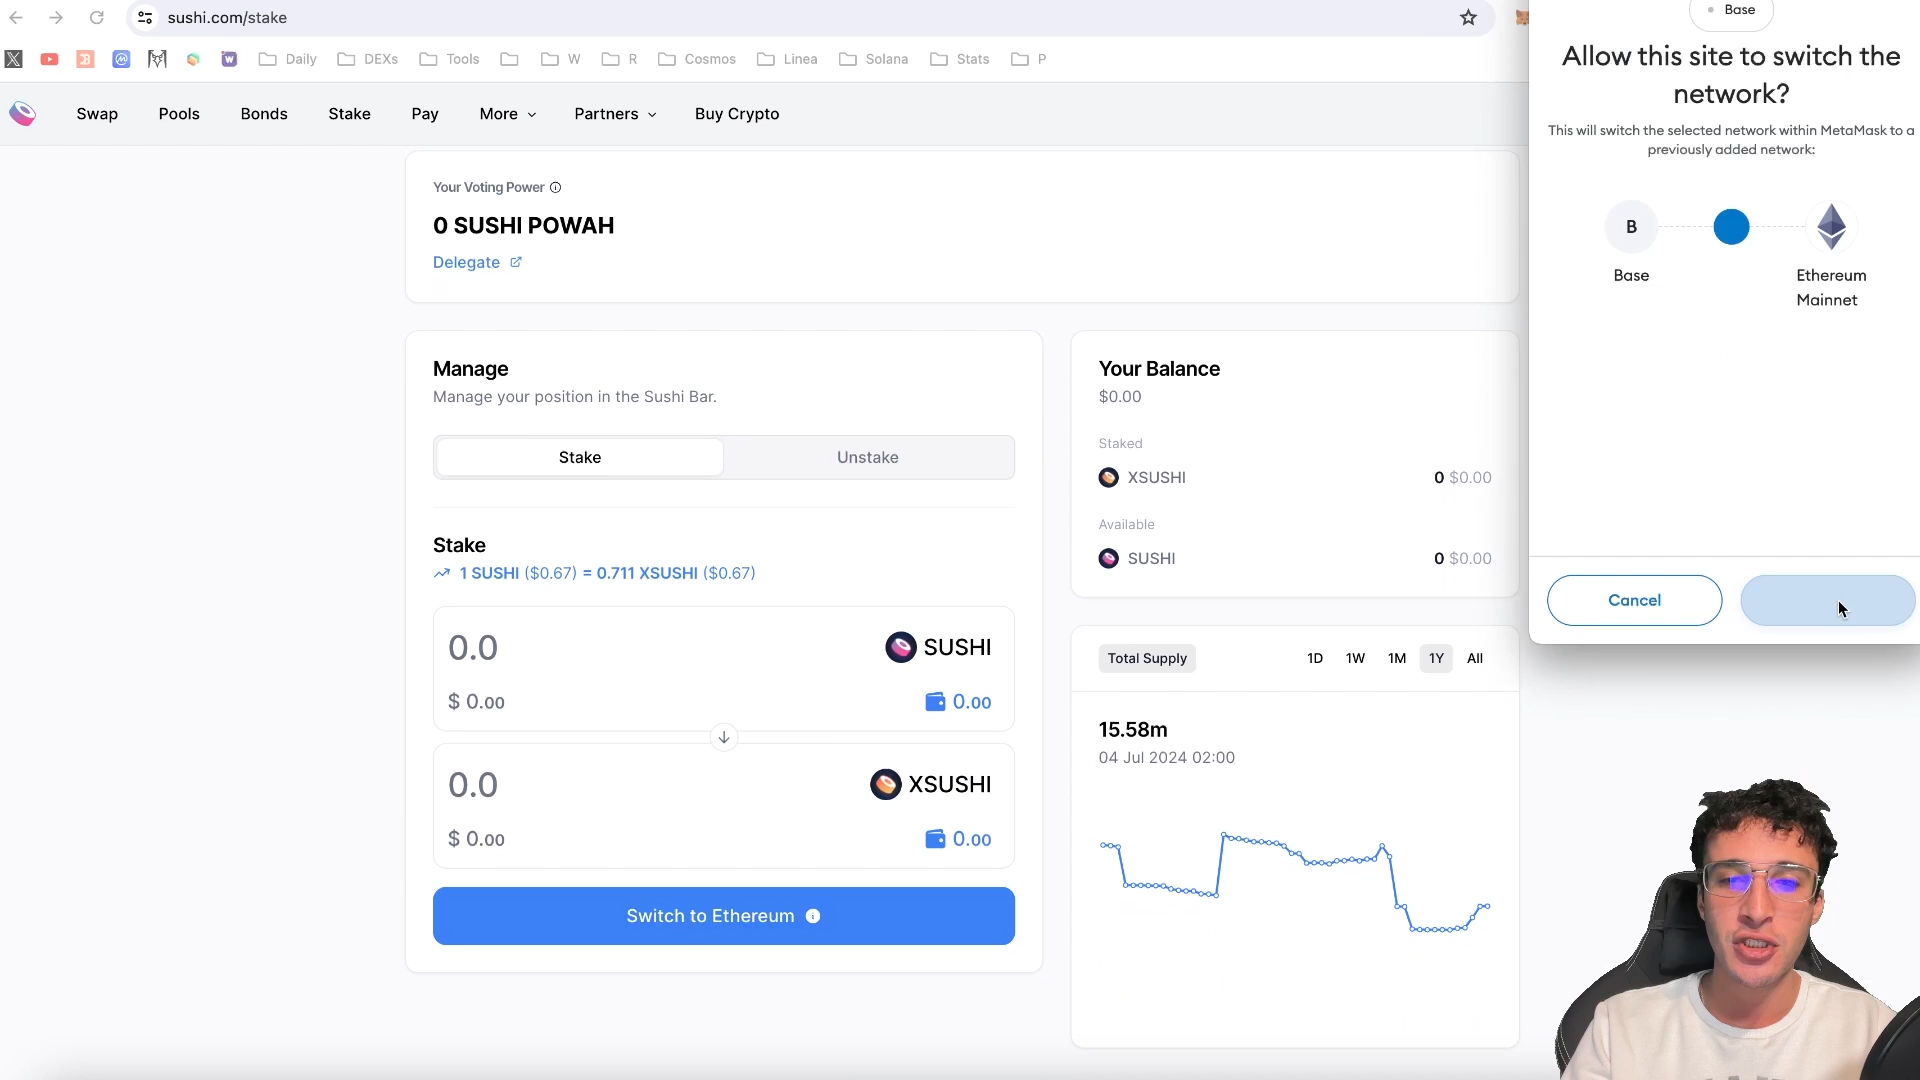 sushi.com/stake
Daily
DEXs
Tools
W
R
Cosmos
Linea
Solana
Stats
P
Swap
Pools
Bonds
Stake
Pay
More
Partners
Buy Crypto
Your Voting Power
0 SUSHI POWAH
Delegate
Manage
Manage your position in the Sushi Bar.
Stake
Unstake
Stake
1 SUSHI ($0.67) = 0.711 XSUSHI ($0.67)
0.0
SUSHI
$ 0.00
0.00
0.0
XSUSHI
$ 0.00
0.00
Switch to Ethereum
Your Balance
$0.00
Staked
XSUSHI
0 $0.00
Available
SUSHI
0 $0.00
Total Supply
1D
1W
1M
1Y
All
15.58m
04 Jul 2024 02:00
Base
Allow this site to switch the
network?
This will switch the selected network within MetaMask to a
previously added network:
B
Base
Ethereum
Mainnet
Cancel